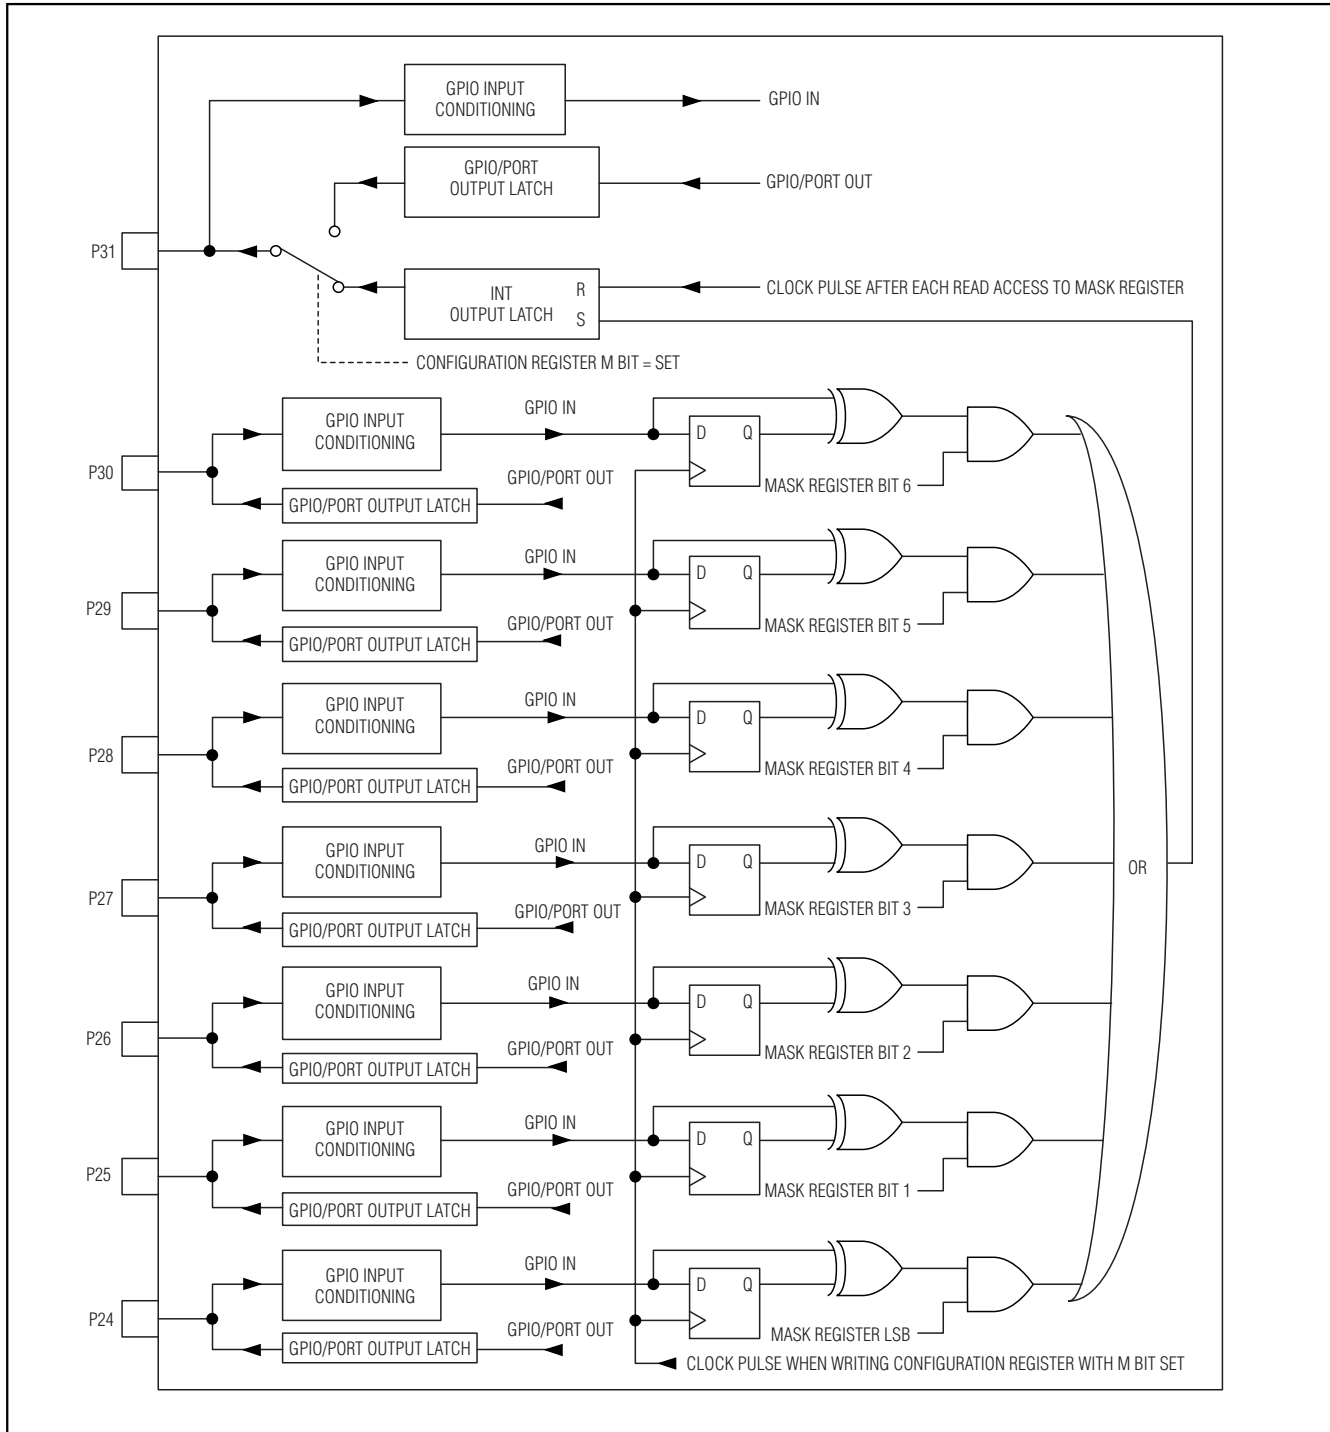 GPIO INPUT
CONDITIONING
GPIO IN
GPIO/PORT
OUTPUT LATCH
GPIO/PORT OUT
P31
INT
OUTPUT LATCH
R
S
CLOCK PULSE AFTER EACH READ ACCESS TO MASK REGISTER
CONFIGURATION REGISTER M BIT = SET
P30
GPIO INPUT
CONDITIONING
GPIO IN
GPIO/PORT OUTPUT LATCH
GPIO/PORT OUT
D Q
MASK REGISTER BIT 6
P29
GPIO INPUT
CONDITIONING
GPIO IN
GPIO/PORT OUTPUT LATCH
GPIO/PORT OUT
D Q
MASK REGISTER BIT 5
P28
GPIO INPUT
CONDITIONING
GPIO IN
GPIO/PORT OUTPUT LATCH
GPIO/PORT OUT
D Q
MASK REGISTER BIT 4
P27
GPIO INPUT
CONDITIONING
GPIO IN
GPIO/PORT OUTPUT LATCH
GPIO/PORT OUT
D Q
MASK REGISTER BIT 3
OR
P26
GPIO INPUT
CONDITIONING
GPIO IN
GPIO/PORT OUTPUT LATCH
GPIO/PORT OUT
D Q
MASK REGISTER BIT 2
P25
GPIO INPUT
CONDITIONING
GPIO IN
GPIO/PORT OUTPUT LATCH
GPIO/PORT OUT
D Q
MASK REGISTER BIT 1
P24
GPIO INPUT
CONDITIONING
GPIO IN
GPIO/PORT OUTPUT LATCH
GPIO/PORT OUT
D Q
MASK REGISTER LSB
CLOCK PULSE WHEN WRITING CONFIGURATION REGISTER WITH M BIT SET